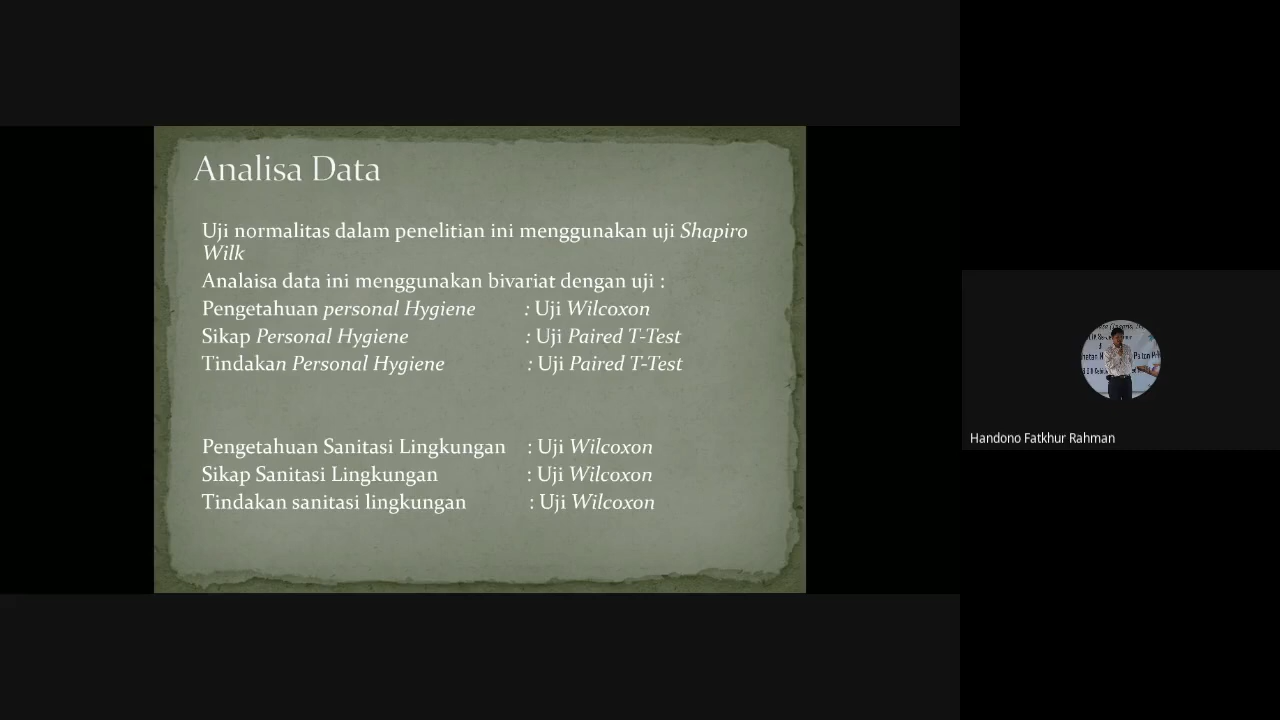 Analisa Data
Uji normalitas dalam penelitian ini menggunakan uji Shapiro
Wilk
Analaisa data ini menggunakan bivariat dengan uji :
Pengetahuan personal Hygiene : Uji Wilcoxon
Sikap Personal Hygiene : Uji Paired T-Test
Tindakan Personal Hygiene : Uji Paired T-Test
Pengetahuan Sanitasi Lingkungan : Uji Wilcoxon
Sikap Sanitasi Lingkungan : Uji Wilcoxon
Tindakan sanitasi lingkungan : Uji Wilcoxon
Handono Fatkhur Rahman